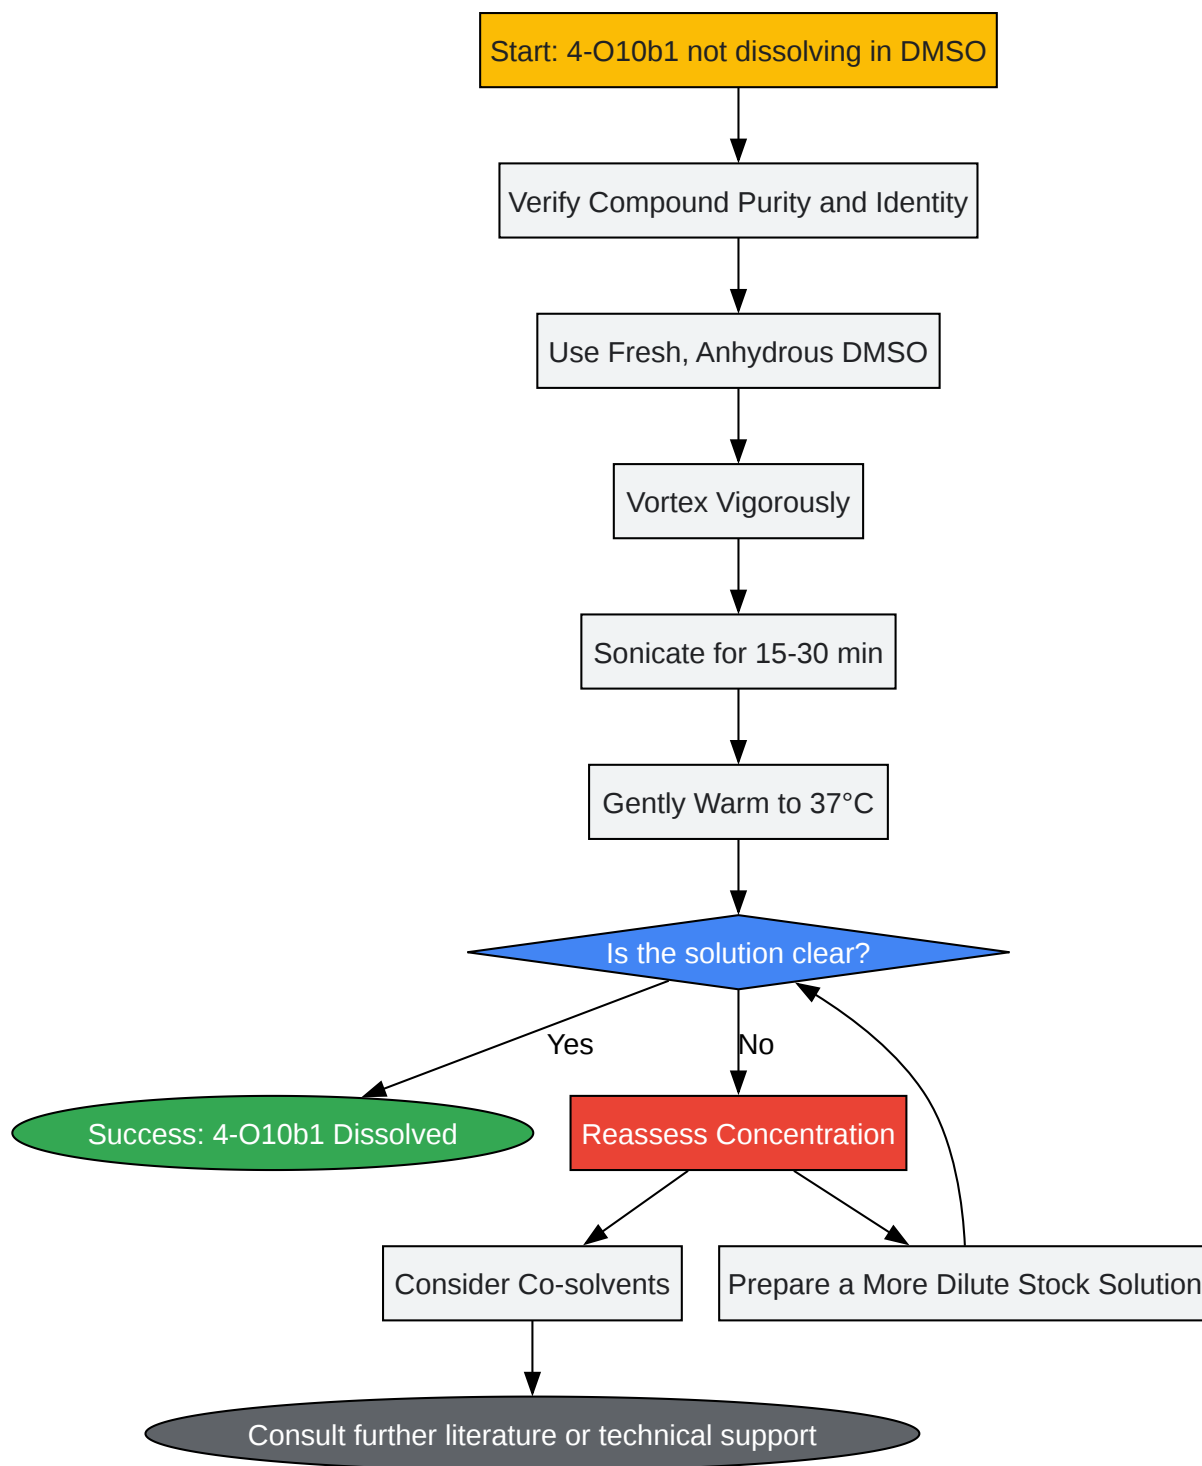 Start: 4-O10b1 not dissolving in DMSO
Verify Compound Purity and Identity
Use Fresh, Anhydrous DMSO
Vortex Vigorously
Sonicate for 15-30 min
Gently Warm to 37°C
Is the solution clear?
Yes
No
Success: 4-O10b1 Dissolved
Reassess Concentration
Consider Co-solvents
Prepare a More Dilute Stock Solution
Consult further literature or technical support